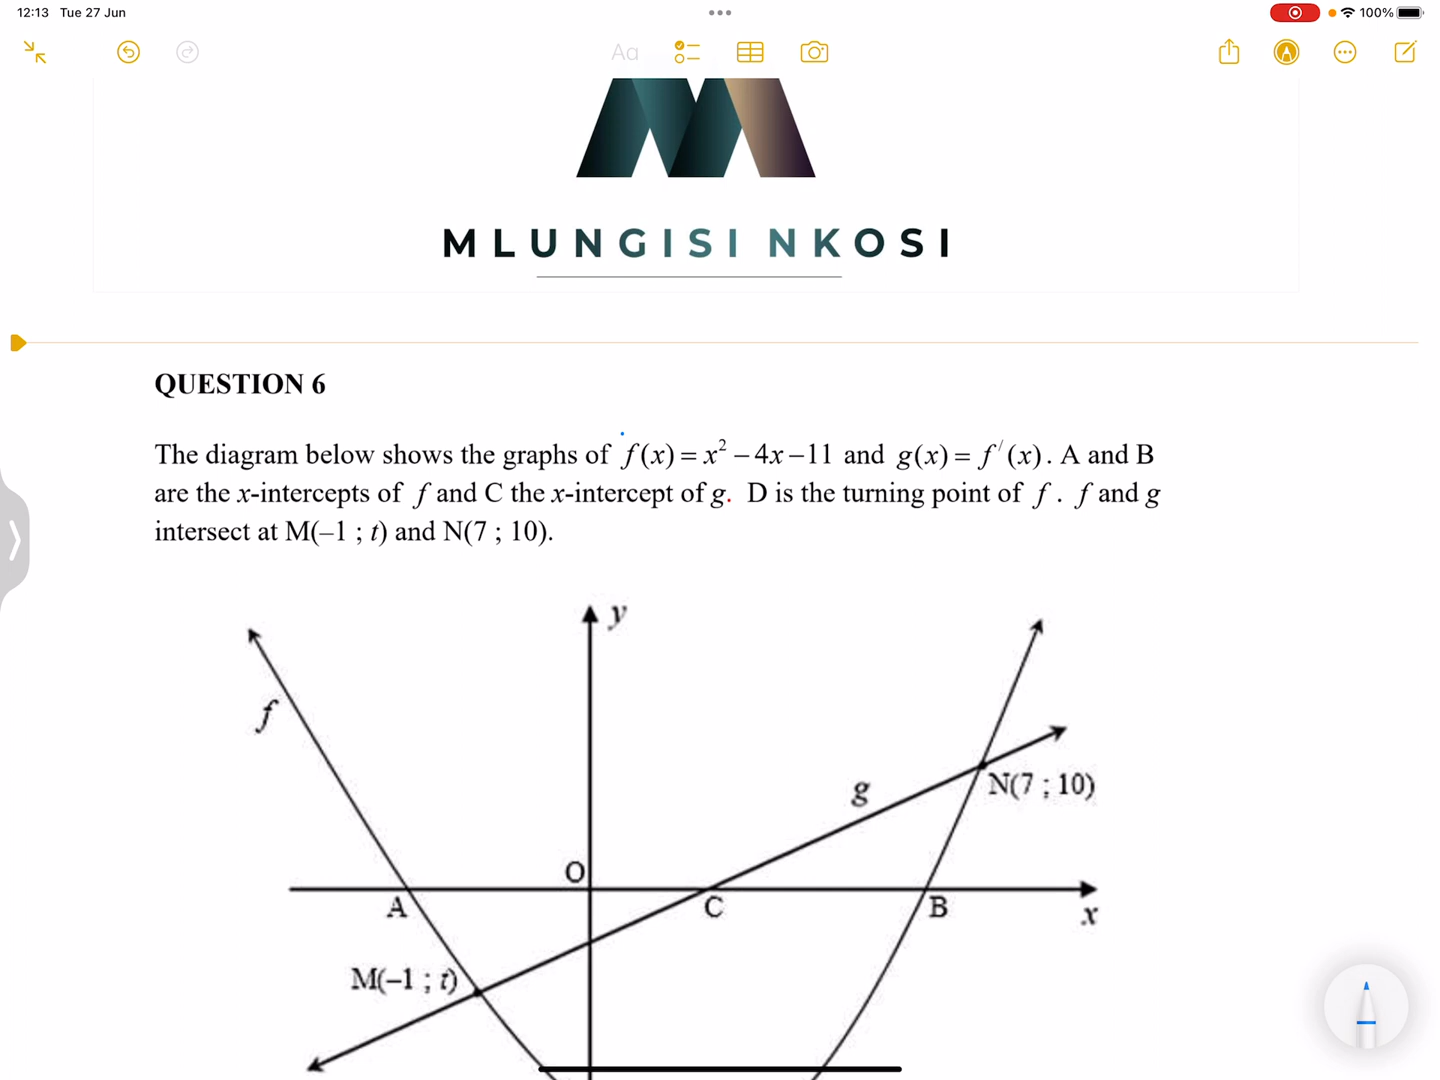 12:13 Tue 27 Jun
100%
Aa
MLUNGISI NKOSI
QUESTION 6
The diagram below shows the graphs of f(x) = x² – 4x – 11 and g(x) = f′(x). A and B
are the x-intercepts of f and C the x-intercept of g. D is the turning point of f. f and g
intersect at M(–1 ; t) and N(7 ; 10).
y
f
g
N(7 ; 10)
O
A
C
B
x
M(–1 ; t)